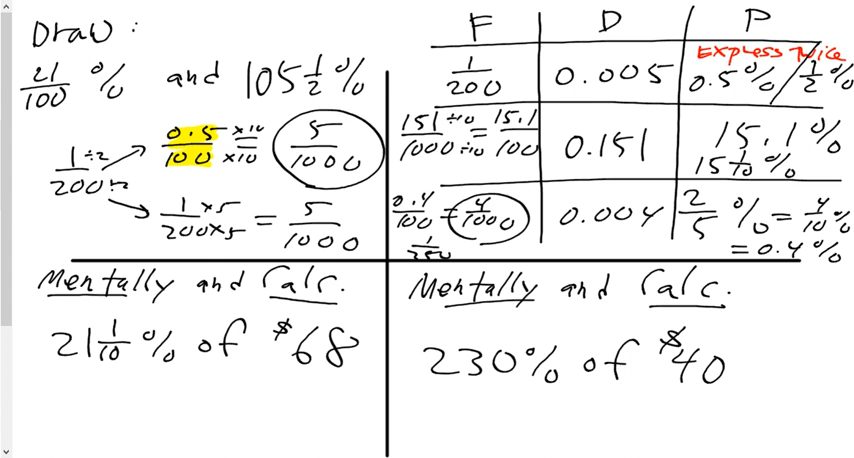 Draw:
21/100 % and 105 1/2 %
1÷2/200÷2
0.5/100 ×10/×10 = 5/1000
1×5/200×5 = 5/1000
F D P
Express Twice
1/200 0.005 0.5%/ 1/2 %
151/1000 ÷10/÷10 = 15.1/100 0.151 15.1%
15 1/10 %
0.4/100 = 4/1000 0.004 2/5 % = 4/10 %
1/250 = 0.4%
Mentally and Calc.
21 1/10 % of $68
Mentally and Calc.
230% of $40